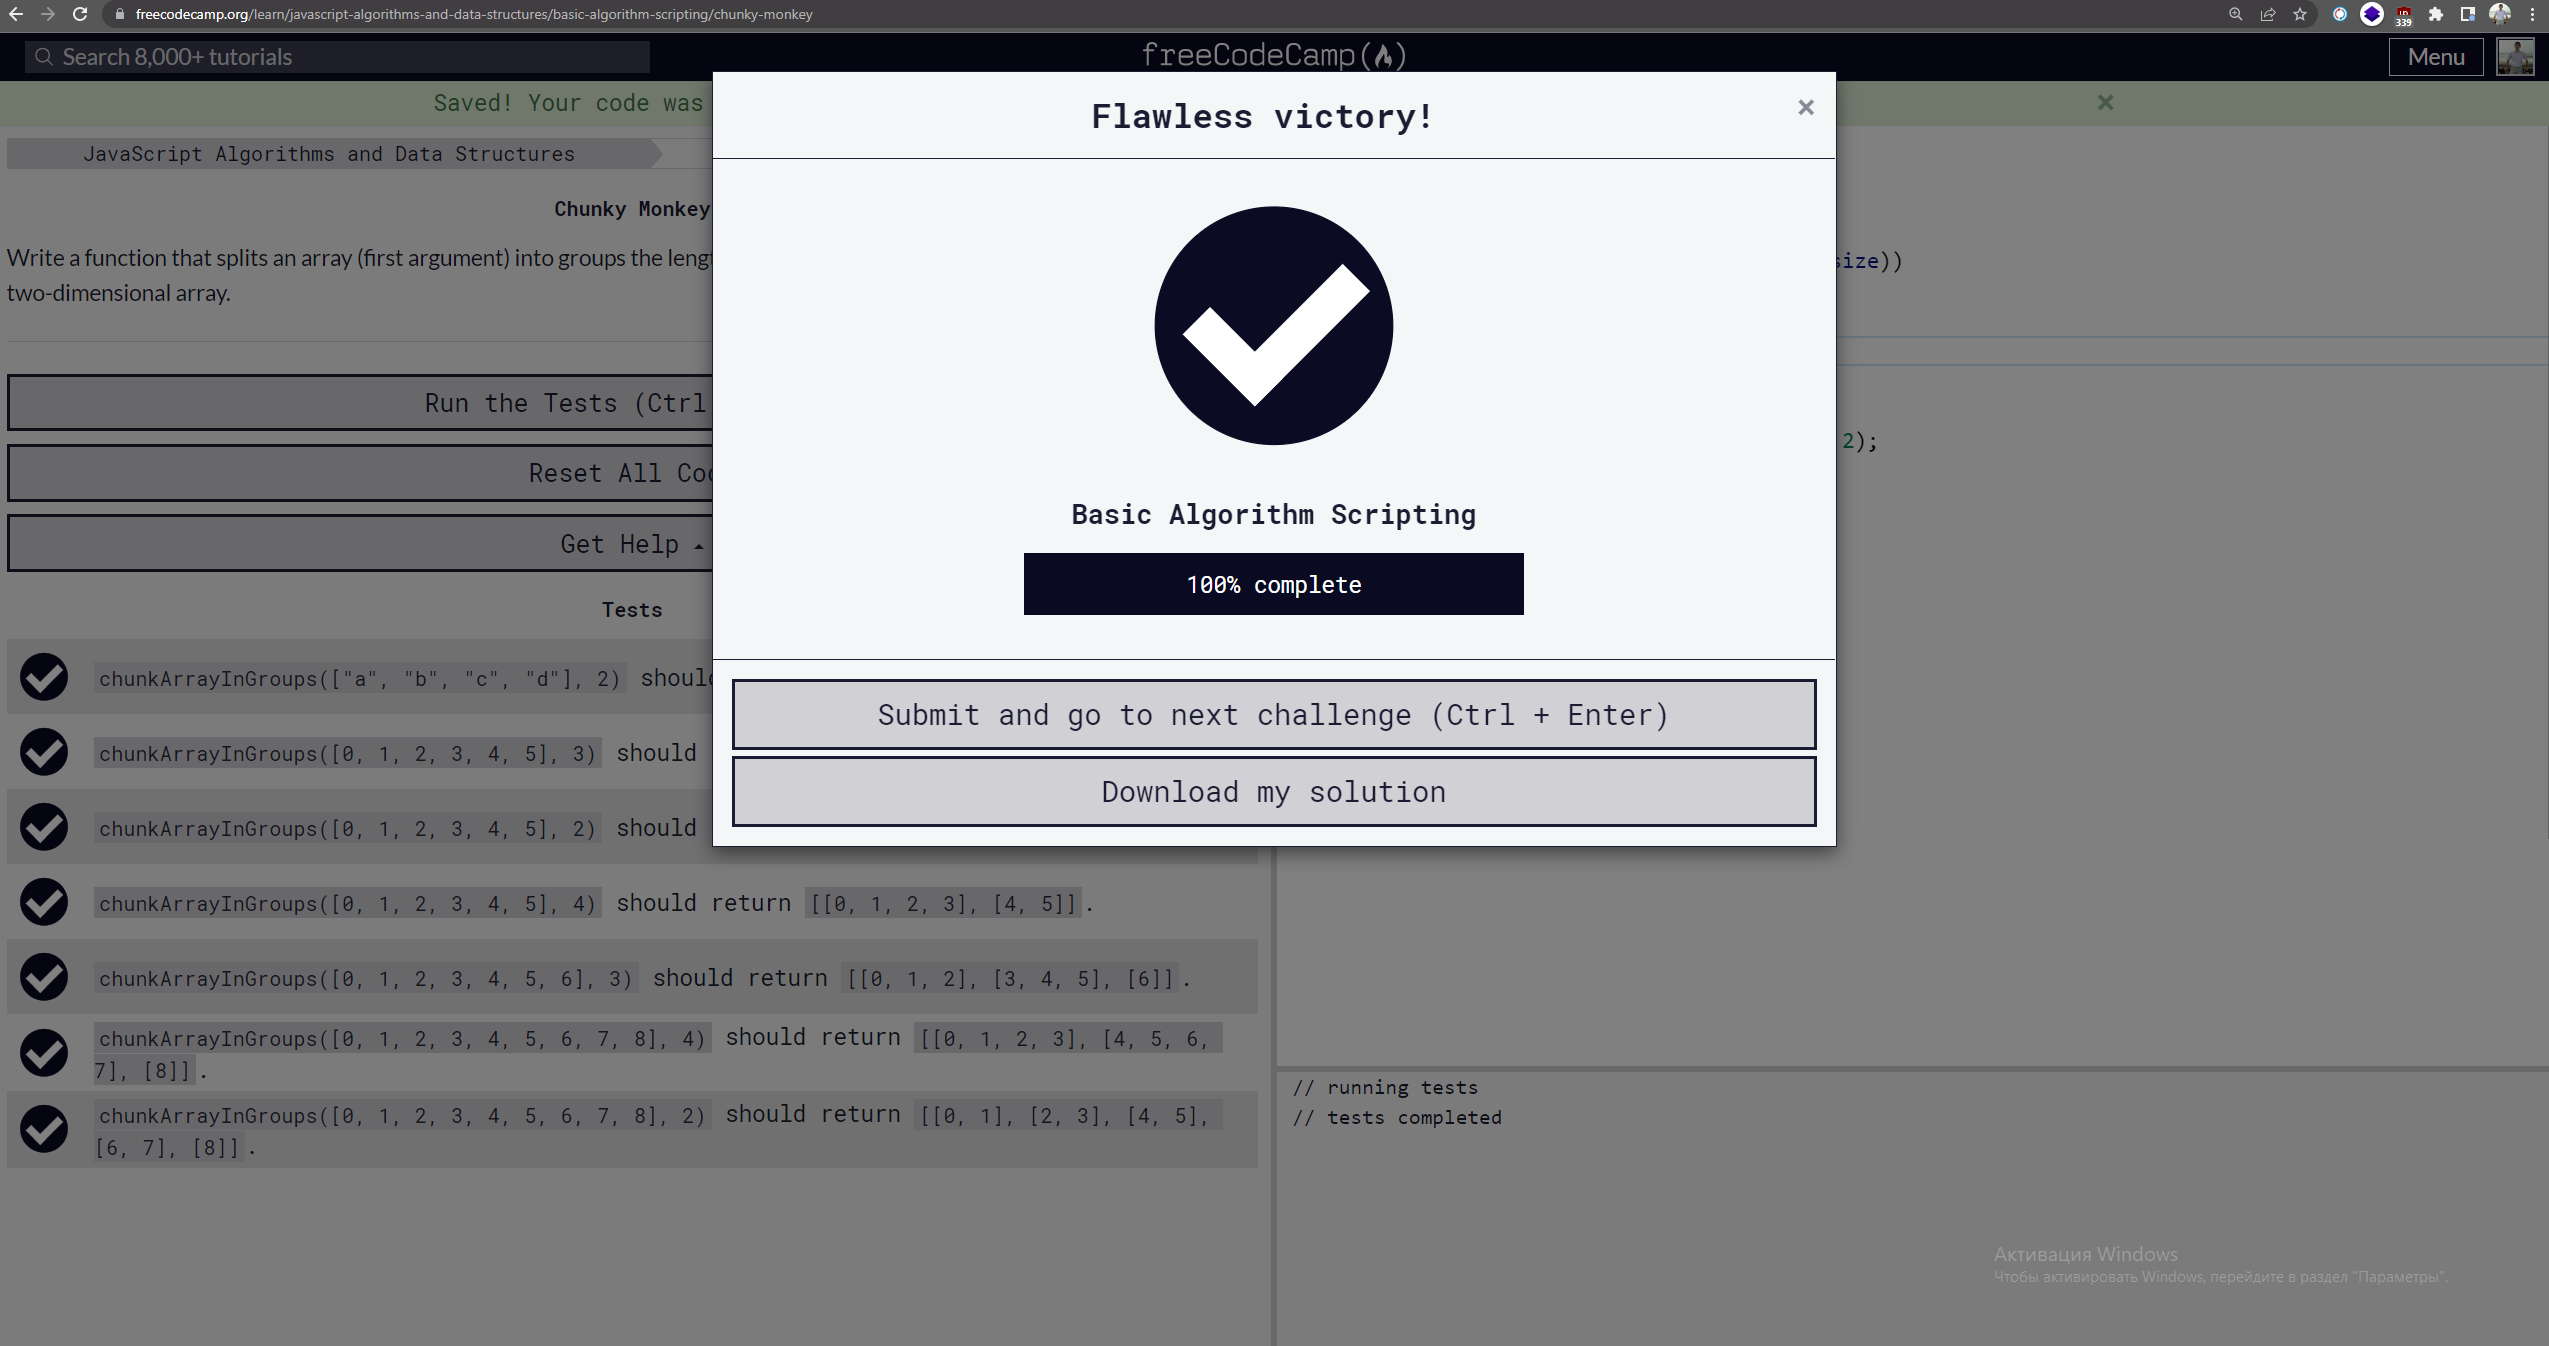 freecodecamp.org/learn/javascript-algorithms-and-data-structures/basic-algorithm-scripting/chunky-monkey
339
Search 8,000+ tutorials
freeCodeCamp
Menu
Saved! Your code was
Flawless victory!
×
×
JavaScript Algorithms and Data Structures
Chunky Monkey
Write a function that splits an array (first argument) into groups the
two-dimensional array.
size))
2);
Run the Tests (Ctrl
Reset All
Get Help
Tests
Basic Algorithm Scripting
100% complete
Submit and go to next challenge (Ctrl + Enter)
Download my solution
chunkArrayInGroups(["a", "b", "c", "d"], 2)
chunkArrayInGroups([0, 1, 2, 3, 4, 5], 3) should
chunkArrayInGroups([0, 1, 2, 3, 4, 5], 2) should
chunkArrayInGroups([0, 1, 2, 3, 4, 5], 4) should return [[0, 1, 2, 3], [4, 5]].
chunkArrayInGroups([0, 1, 2, 3, 4, 5, 6], 3) should return [[0, 1, 2], [3, 4, 5], [6]].
chunkArrayInGroups([0, 1, 2, 3, 4, 5, 6, 7, 8], 4) should return [[0, 1, 2, 3], [4, 5, 6,
7], [8]].
chunkArrayInGroups([0, 1, 2, 3, 4, 5, 6, 7, 8], 2) should return [[0, 1], [2, 3], [4, 5],
[6, 7], [8]].
// running tests
// tests completed
Активация Windows
Чтобы активировать Windows, перейдите в раздел "Параметры".